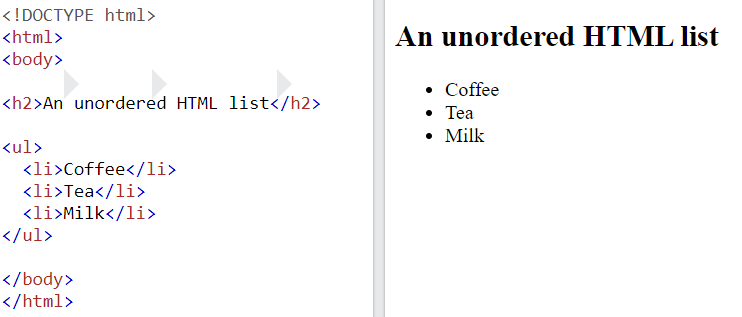 <!DOCTYPE html>
<html>
<body>
<h2>An unordered HTML list</h2>
<ul>
  <li>Coffee</li>
  <li>Tea</li>
  <li>Milk</li>
</ul>
</body>
</html>
An unordered HTML list
• Coffee
• Tea
• Milk